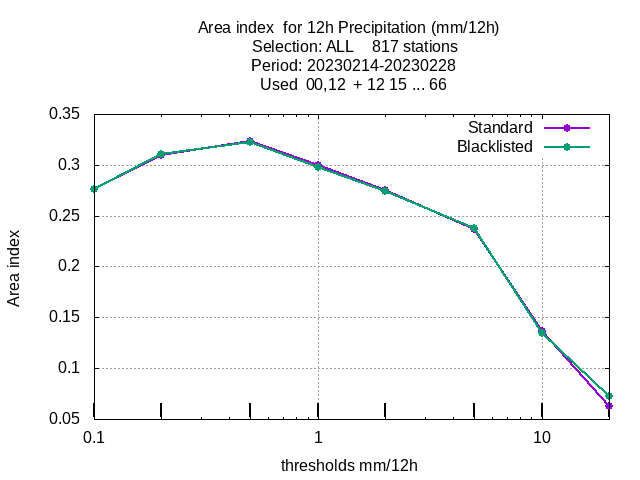 Area index  for 12h Precipitation (mm/12h)
Selection: ALL    817 stations
Period: 20230214-20230228
Used  00,12  + 12 15 ... 66
Standard
Blacklisted
0.35
0.3
0.25
0.2
0.15
0.1
0.05
Area index
0.1 1 10
thresholds mm/12h